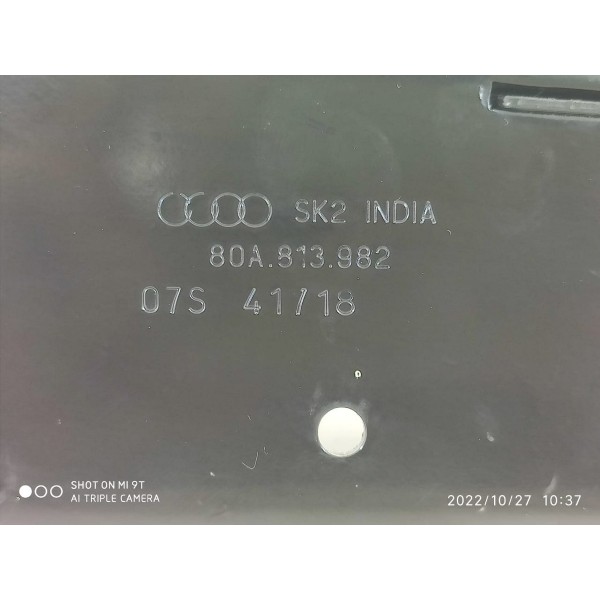 SK2 INDIA
80A.813.982
07S 41/18
SHOT ON MI 9T
AI TRIPLE CAMERA
2022/10/27 10:37